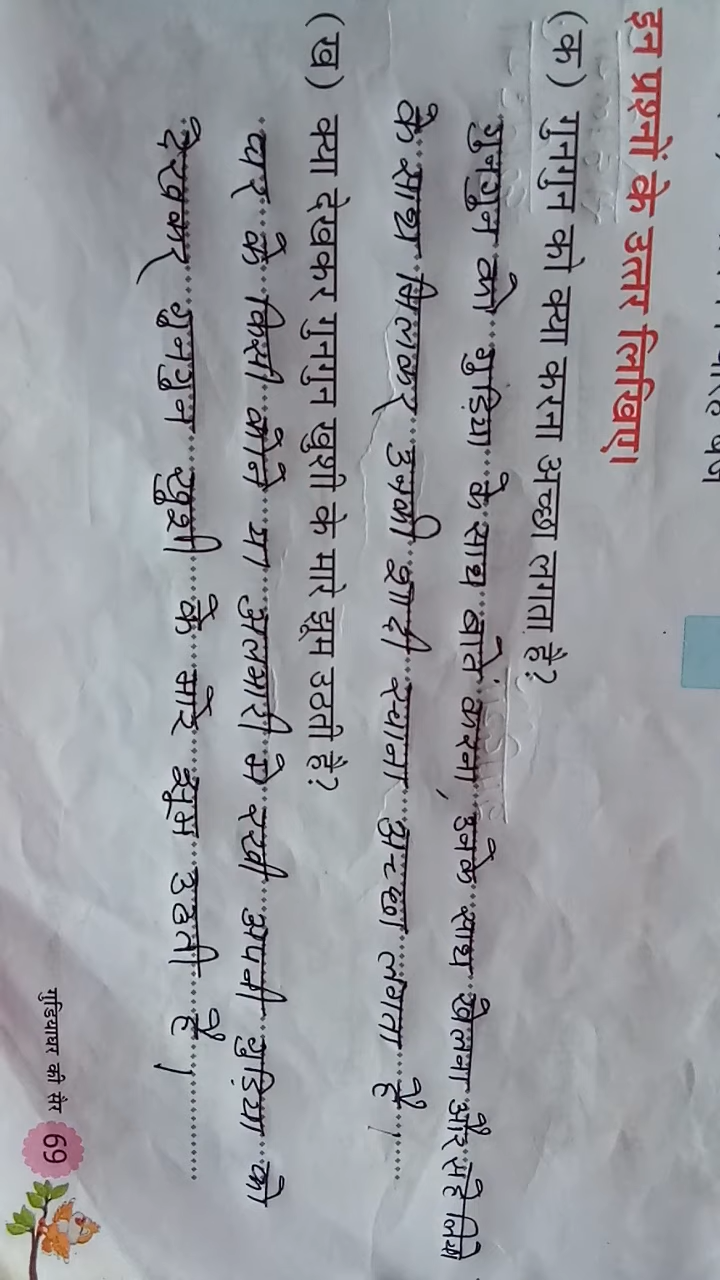 इन प्रश्नों के उत्तर लिखिए।
(क) गुनगुन को क्या करना अच्छा लगता है?
गुनगुन को गुड़िया के साथ बातें करना, उनके साथ खेलना और सहेलियों
के साथ मिलकर उनकी शादी रचाना अच्छा लगता है।
(ख) क्या देखकर गुनगुन खुशी के मारे झूम उठती है?
घर के किसी कोने या अलमारी में रखी अपनी गुड़िया को
देखकर गुनगुन खुशी के मारे झूम उठती है।
गुडियाघर की सैर 69